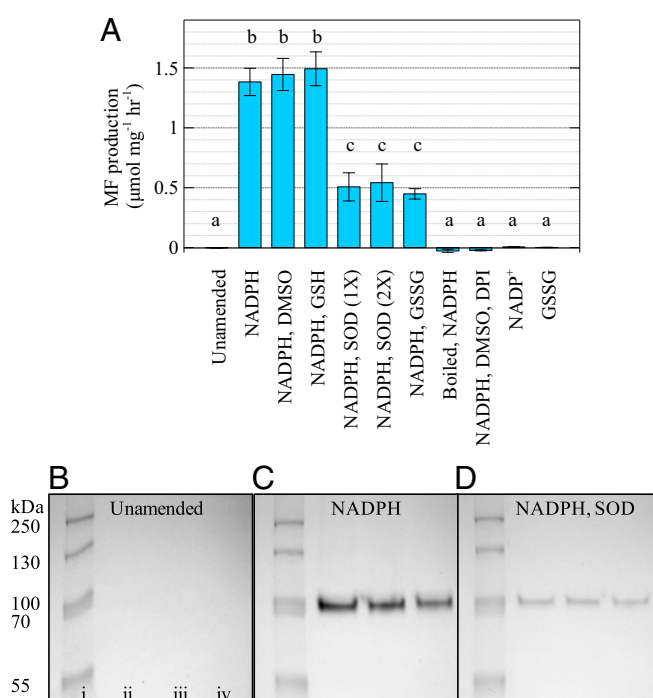 A
MF production
(µmol mg⁻¹ hr⁻¹)
1.5
1
0.5
0
a
b
b
b
c
c
c
a
a
a
a
Unamended
NADPH
NADPH, DMSO
NADPH, GSH
NADPH, SOD (1X)
NADPH, SOD (2X)
NADPH, GSSG
Boiled, NADPH
NADPH, DMSO, DPI
NADP⁺
GSSG
B
C
D
kDa
250
130
100
70
55
Unamended
NADPH
NADPH, SOD
i
ii
iii
iv